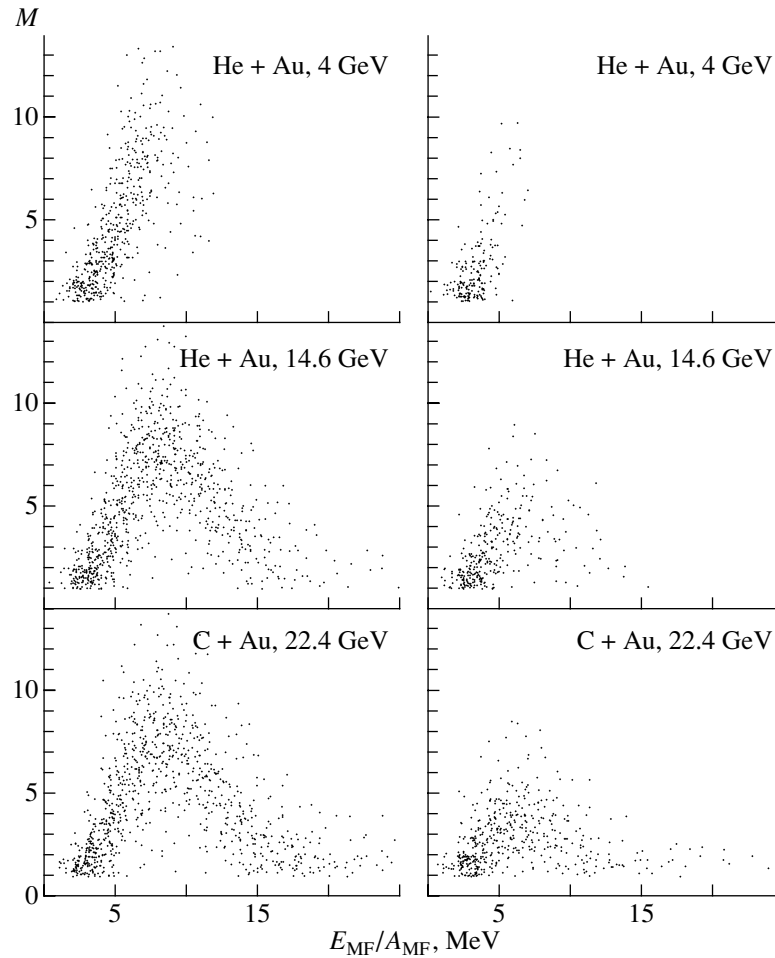 M
He + Au, 4 GeV
He + Au, 4 GeV
10
5
He + Au, 14.6 GeV
He + Au, 14.6 GeV
10
5
C + Au, 22.4 GeV
C + Au, 22.4 GeV
10
5
0
5 15 5 15
E_MF/A_MF, MeV